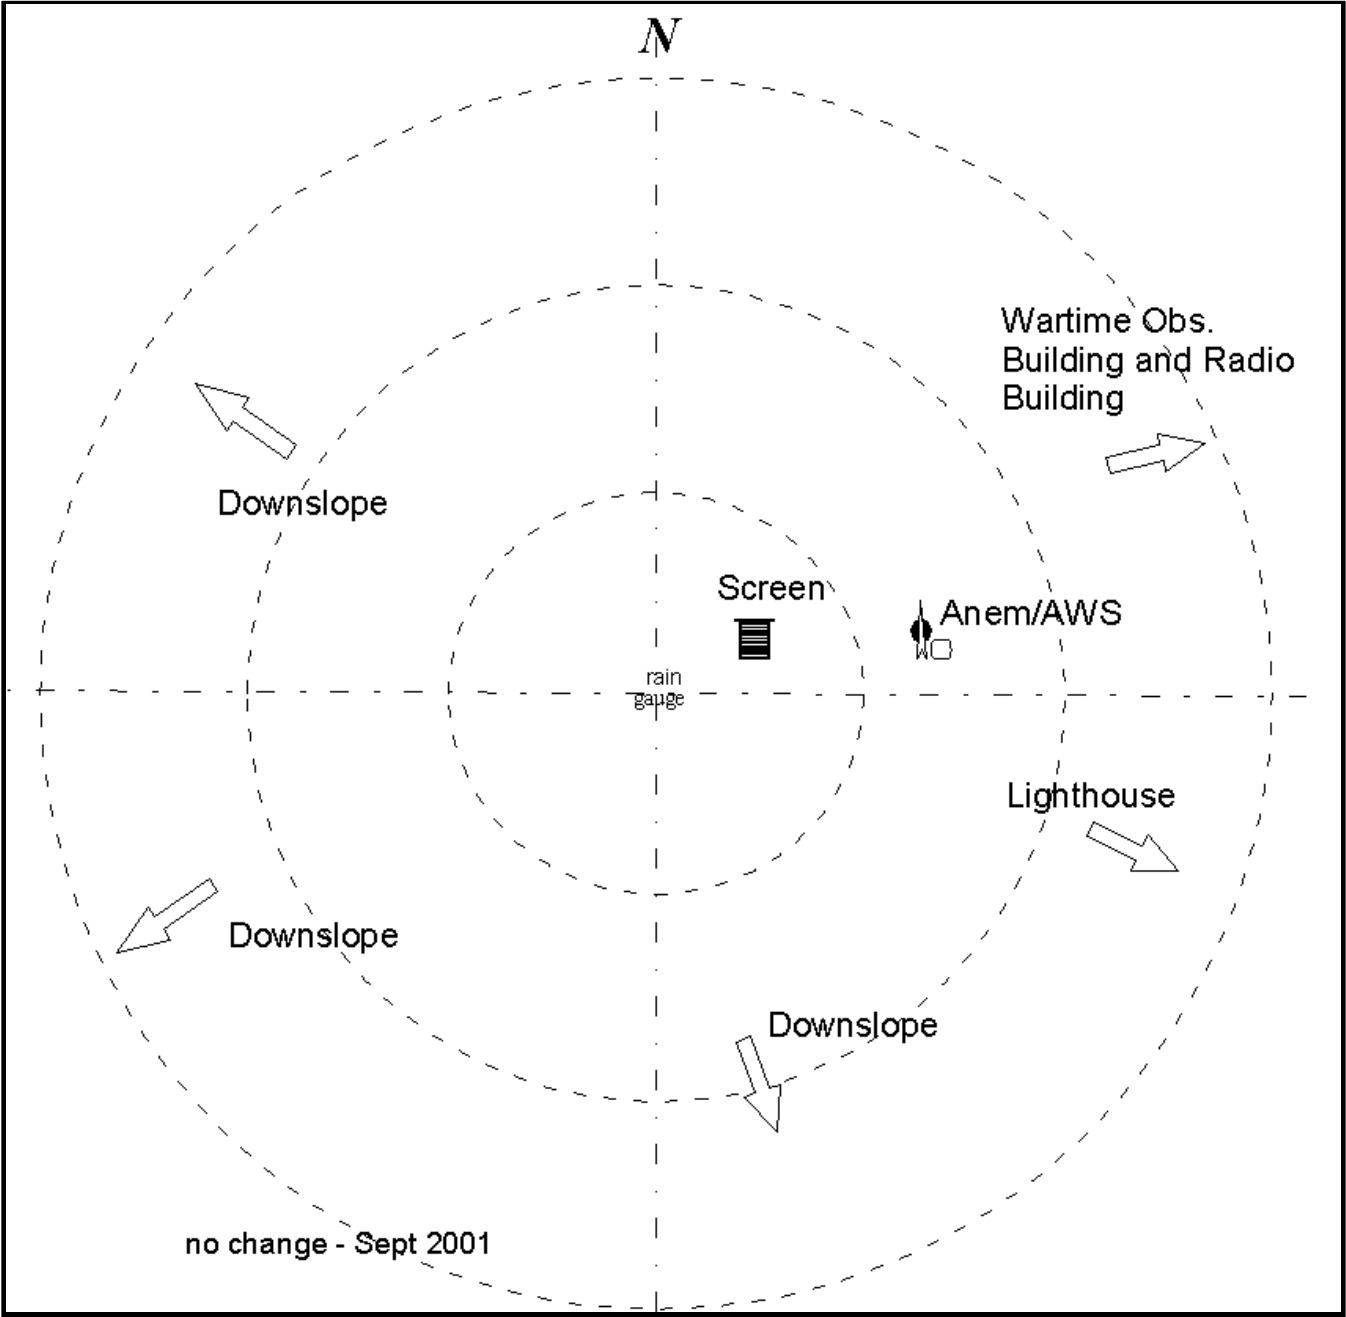 N
Wartime Obs.
Building and Radio
Building
Downslope
Screen
Anem/AWS
rain
gauge
Lighthouse
Downslope
Downslope
no change - Sept 2001